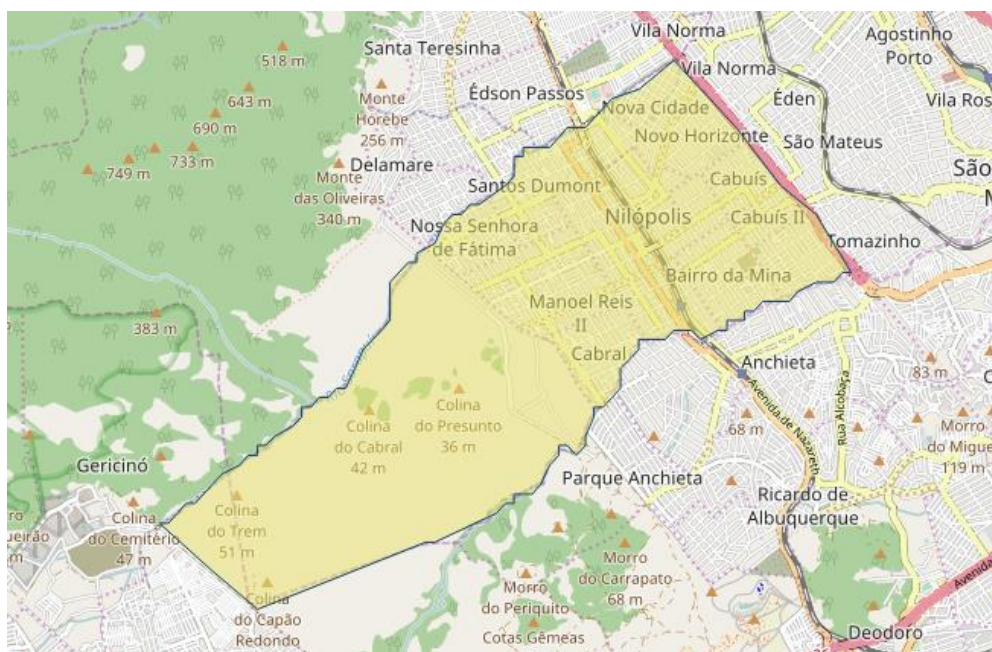 Vila Norma
Agostinho
Porto
Santa Teresinha
518 m
Vila Norma
643 m
Monte
Horebe
256 m
Édson Passos
Nova Cidade
Éden
Vila Ros
690 m
Novo Horizonte
São Mateus
733 m
749 m
Delamare
Monte
das Oliveiras
340 m
Santos Dumont
Cabuís
São
M
Nossa Senhora
de Fátima
Nilópolis
Cabuís II
Tomazinho
Bairro da Mina
383 m
Manoel Reis
II
Cabral
Anchieta
83 m
C
Colina
do Presunto
36 m
Colina
do Cabral
42 m
Avenida de Nazareth
Rua Alcobaça
68 m
Morro
do Migue
119 m
Gericinó
Parque Anchieta
Ricardo de
Albuquerque
ro
ueirão
m
Colina
do Cemitério
47 m
Colina
do Trem
51 m
Morro
do Carrapato
68 m
Morro
do Periquito
Colina
do Capão
Redondo
Cotas Gêmeas
Avenida
Deodoro